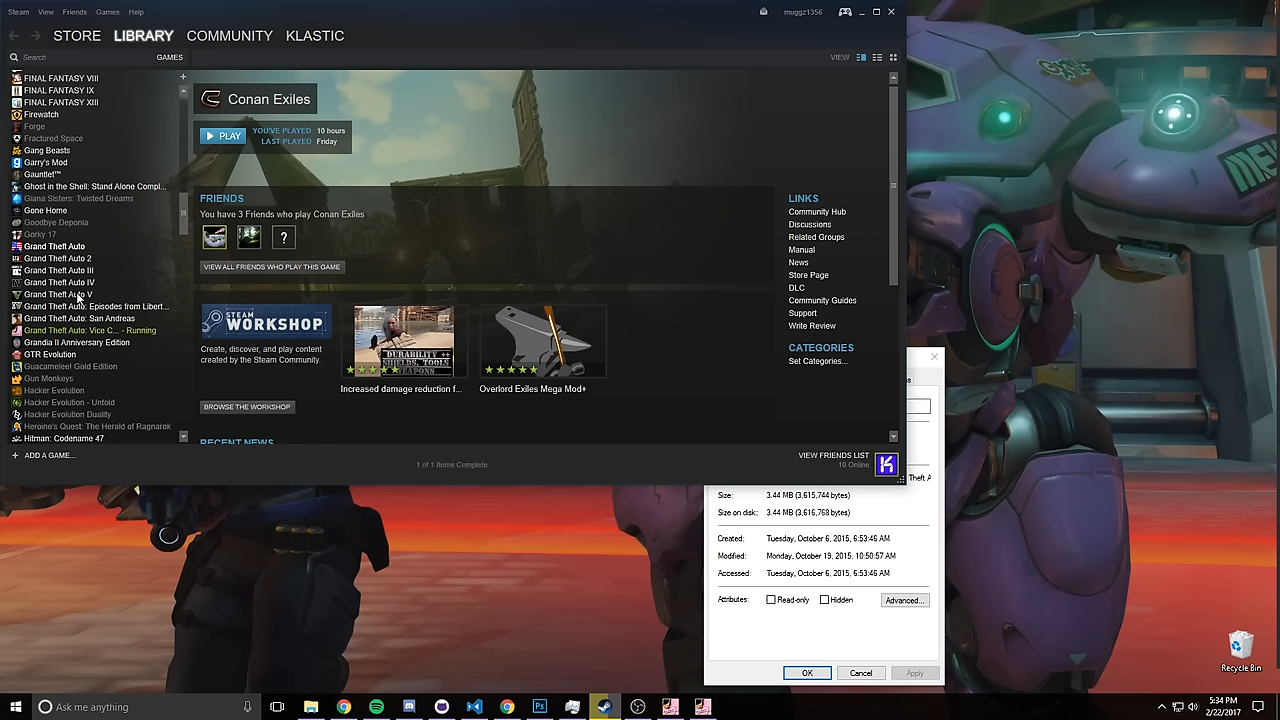 Steam View Friends Games Help muggz1356
STORE LIBRARY COMMUNITY KLASTIC
Search GAMES VIEW
FINAL FANTASY VIII
FINAL FANTASY IX
FINAL FANTASY XIII
Firewatch
Forge
Fractured Space
Gang Beasts
Garry's Mod
Gauntlet™
Ghost in the Shell: Stand Alone Compl...
Giana Sisters: Twisted Dreams
Gone Home
Goodbye Deponia
Gorky 17
Grand Theft Auto
Grand Theft Auto 2
Grand Theft Auto III
Grand Theft Auto IV
Grand Theft Auto V
Grand Theft Auto: Episodes from Libert...
Grand Theft Auto: San Andreas
Grand Theft Auto: Vice C... - Running
Grandia II Anniversary Edition
GTR Evolution
Guacamelee! Gold Edition
Gun Monkeys
Hacker Evolution
Hacker Evolution - Untold
Hacker Evolution Duality
Heroine's Quest: The Herald of Ragnarok
Hitman: Codename 47
+ ADD A GAME...
Conan Exiles
PLAY
YOU'VE PLAYED 10 hours
LAST PLAYED Friday
FRIENDS
You have 3 Friends who play Conan Exiles
?
VIEW ALL FRIENDS WHO PLAY THIS GAME
STEAM
WORKSHOP
Create, discover, and play content
created by the Steam Community.
BROWSE THE WORKSHOP
DURABILITY ++
SHIELDS, TOOLS
WEAPONS
Increased damage reduction f...
Overlord Exiles Mega Mod+
RECENT NEWS
LINKS
Community Hub
Discussions
Related Groups
Manual
News
Store Page
DLC
Community Guides
Support
Write Review
CATEGORIES
Set Categories...
1 of 1 Items Complete
VIEW FRIENDS LIST
10 Online
Theft A
Size: 3.44 MB (3,615,744 bytes)
Size on disk: 3.44 MB (3,616,768 bytes)
Created: Tuesday, October 6, 2015, 6:53:46 AM
Modified: Monday, October 19, 2015, 10:50:57 AM
Accessed: Tuesday, October 6, 2015, 6:53:46 AM
Attributes: Read-only Hidden Advanced...
OK Cancel Apply
Recycle Bin
Ask me anything
Ps
5:34 PM
2/22/2017